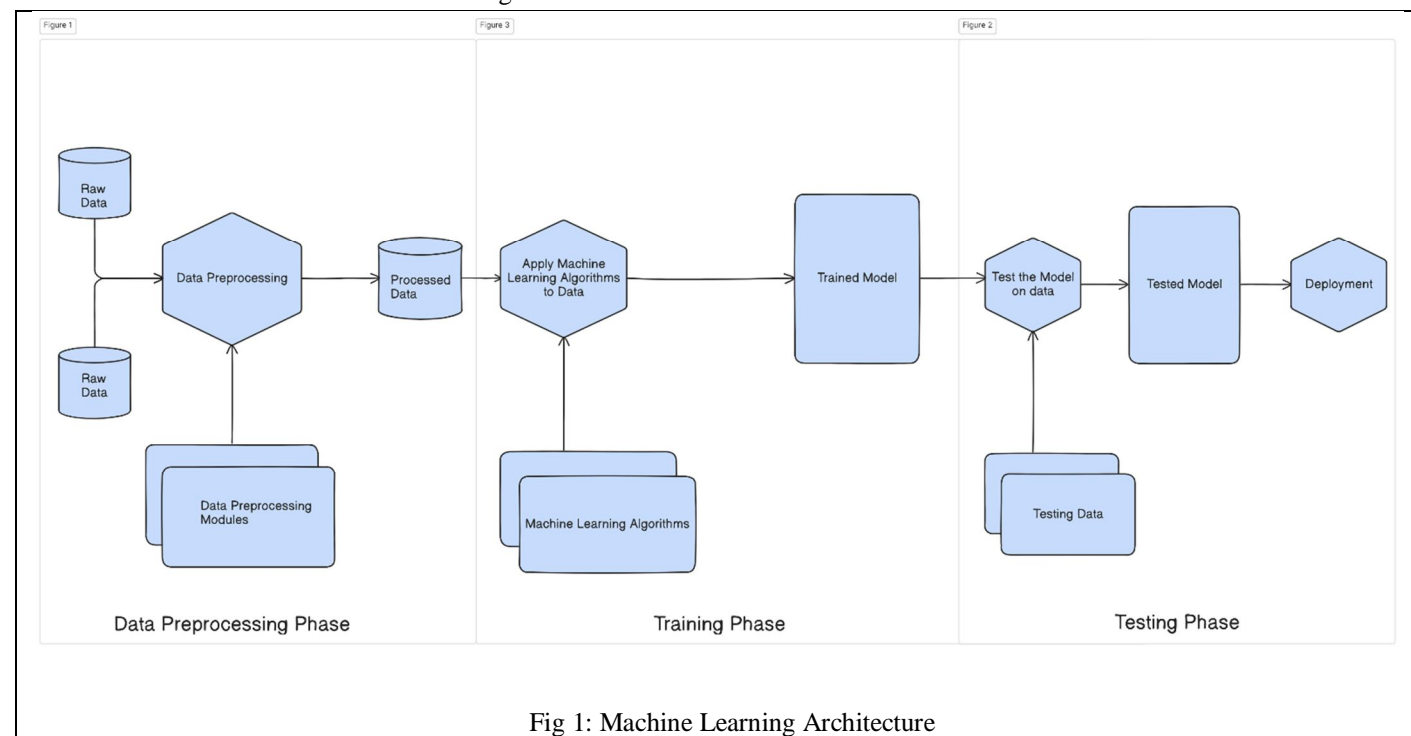 Figure 1
Figure 3
Figure 2
Raw
Data
Raw
Data
Data Preprocessing
Processed
Data
Data Preprocessing
Modules
Data Preprocessing Phase
Apply Machine
Learning Algorithms
to Data
Trained Model
Machine Learning Algorithms
Training Phase
Test the Model
on data
Tested Model
Deployment
Testing Data
Testing Phase
Fig 1: Machine Learning Architecture